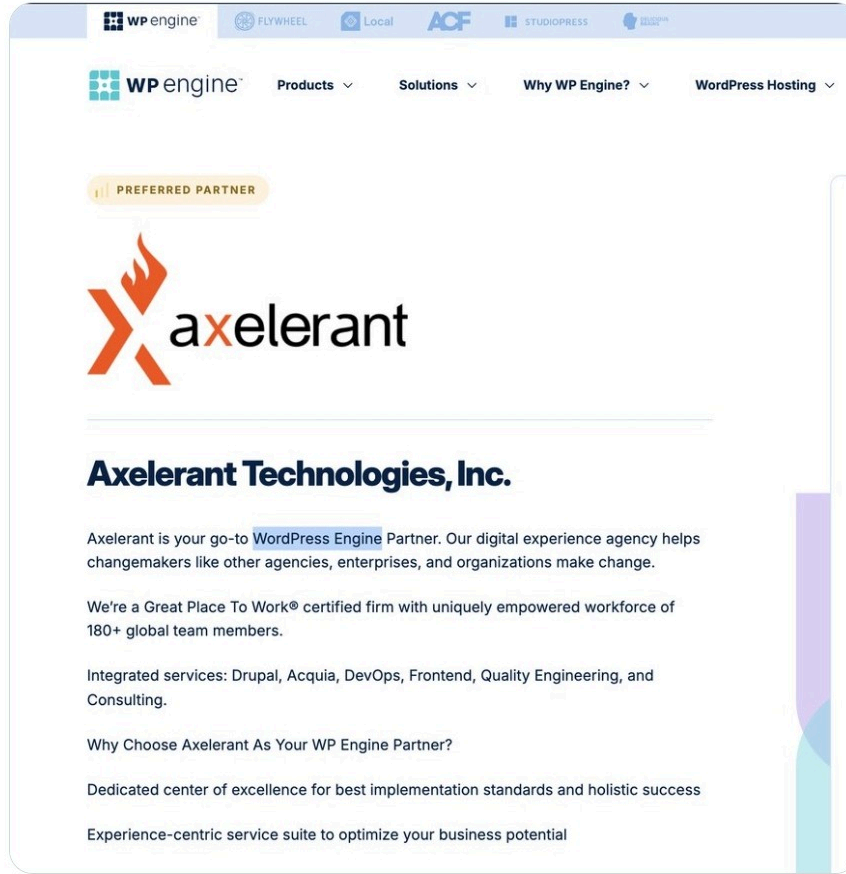 WP engine
FLYWHEEL
Local
ACF
STUDIOPRESS
DELICIOUS BRAINS
WP engine™
Products
Solutions
Why WP Engine?
WordPress Hosting
PREFERRED PARTNER
axelerant
Axelerant Technologies, Inc.
Axelerant is your go-to WordPress Engine Partner. Our digital experience agency helps
changemakers like other agencies, enterprises, and organizations make change.
We’re a Great Place To Work® certified firm with uniquely empowered workforce of
180+ global team members.
Integrated services: Drupal, Acquia, DevOps, Frontend, Quality Engineering, and
Consulting.
Why Choose Axelerant As Your WP Engine Partner?
Dedicated center of excellence for best implementation standards and holistic success
Experience-centric service suite to optimize your business potential